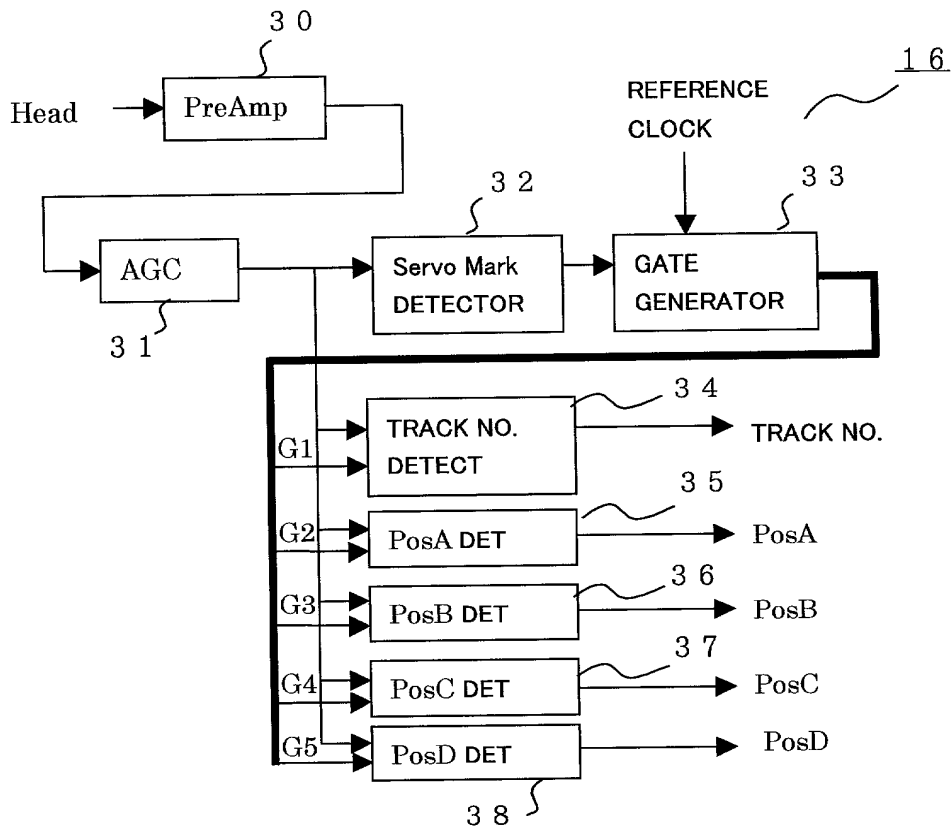 ３０
１６
Head
PreAmp
REFERENCE
CLOCK
３２
３３
AGC
Servo Mark
DETECTOR
GATE
GENERATOR
３１
３４
G1
TRACK NO.
DETECT
TRACK NO.
３５
G2
PosA DET
PosA
３６
G3
PosB DET
PosB
３７
G4
PosC DET
PosC
G5
PosD DET
PosD
３８